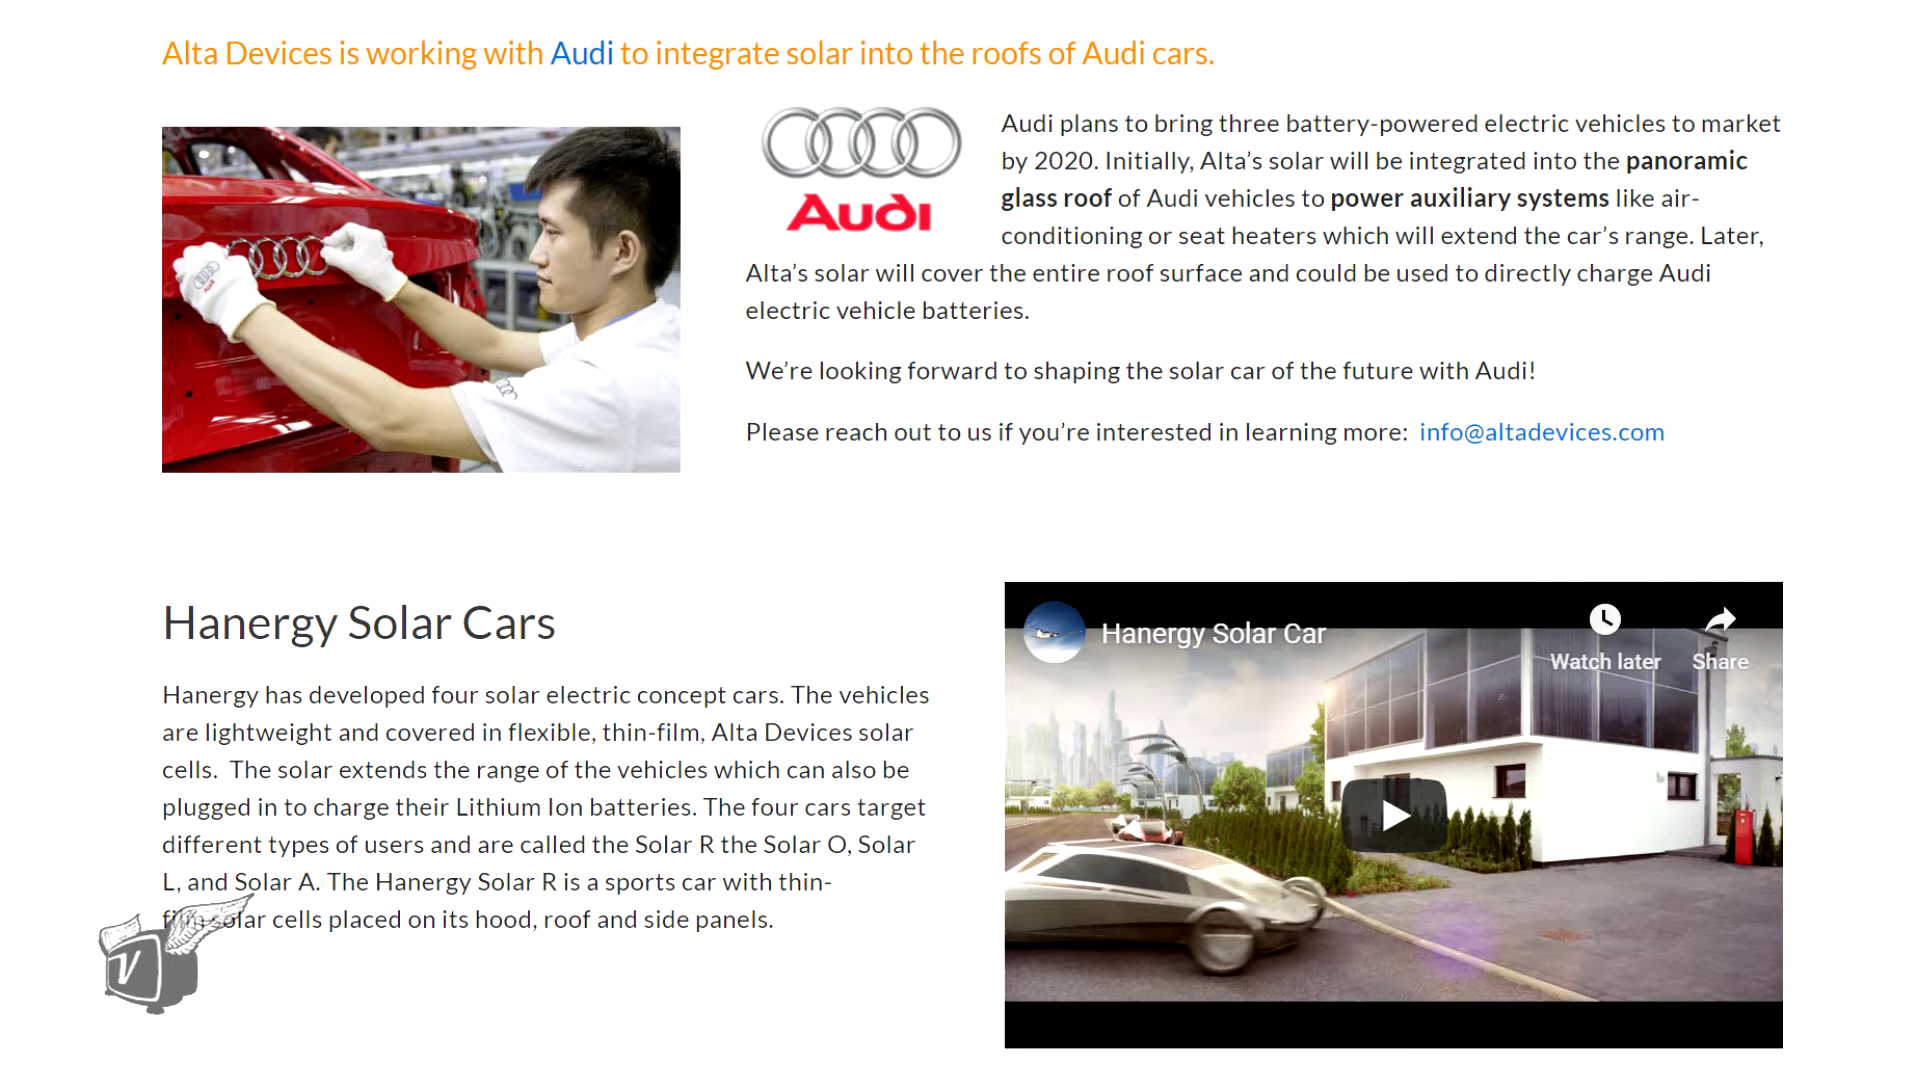 Alta Devices is working with Audi to integrate solar into the roofs of Audi cars.
Audi
Audi plans to bring three battery-powered electric vehicles to market
by 2020. Initially, Alta’s solar will be integrated into the panoramic
glass roof of Audi vehicles to power auxiliary systems like air-
conditioning or seat heaters which will extend the car’s range. Later,
Alta’s solar will cover the entire roof surface and could be used to directly charge Audi
electric vehicle batteries.
We’re looking forward to shaping the solar car of the future with Audi!
Please reach out to us if you’re interested in learning more: info@altadevices.com
Hanergy Solar Cars
Hanergy has developed four solar electric concept cars. The vehicles
are lightweight and covered in flexible, thin-film, Alta Devices solar
cells. The solar extends the range of the vehicles which can also be
plugged in to charge their Lithium Ion batteries. The four cars target
different types of users and are called the Solar R the Solar O, Solar
L, and Solar A. The Hanergy Solar R is a sports car with thin-
film solar cells placed on its hood, roof and side panels.
V
Hanergy Solar Car
Watch later
Share